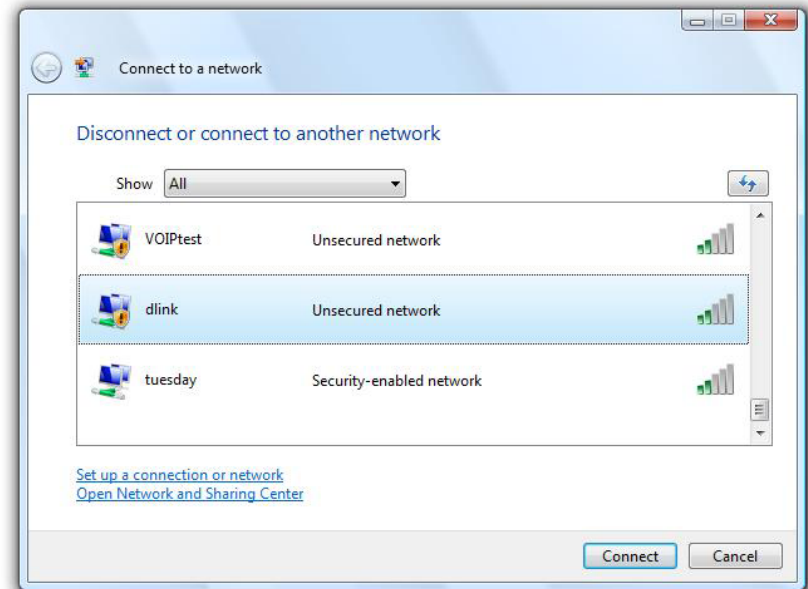 Connect to a network
Disconnect or connect to another network
Show All
VOIPtest Unsecured network
dlink Unsecured network
tuesday Security-enabled network
Set up a connection or network
Open Network and Sharing Center
Connect Cancel